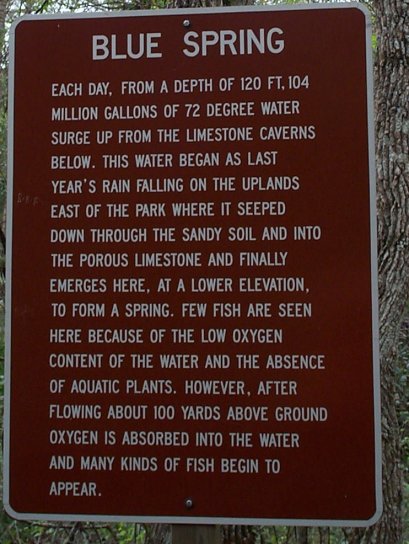 BLUE SPRING
EACH DAY, FROM A DEPTH OF 120 FT, 104
MILLION GALLONS OF 72 DEGREE WATER
SURGE UP FROM THE LIMESTONE CAVERNS
BELOW. THIS WATER BEGAN AS LAST
YEAR'S RAIN FALLING ON THE UPLANDS
EAST OF THE PARK WHERE IT SEEPED
DOWN THROUGH THE SANDY SOIL AND INTO
THE POROUS LIMESTONE AND FINALLY
EMERGES HERE, AT A LOWER ELEVATION,
TO FORM A SPRING. FEW FISH ARE SEEN
HERE BECAUSE OF THE LOW OXYGEN
CONTENT OF THE WATER AND THE ABSENCE
OF AQUATIC PLANTS. HOWEVER, AFTER
FLOWING ABOUT 100 YARDS ABOVE GROUND
OXYGEN IS ABSORBED INTO THE WATER
AND MANY KINDS OF FISH BEGIN TO
APPEAR.